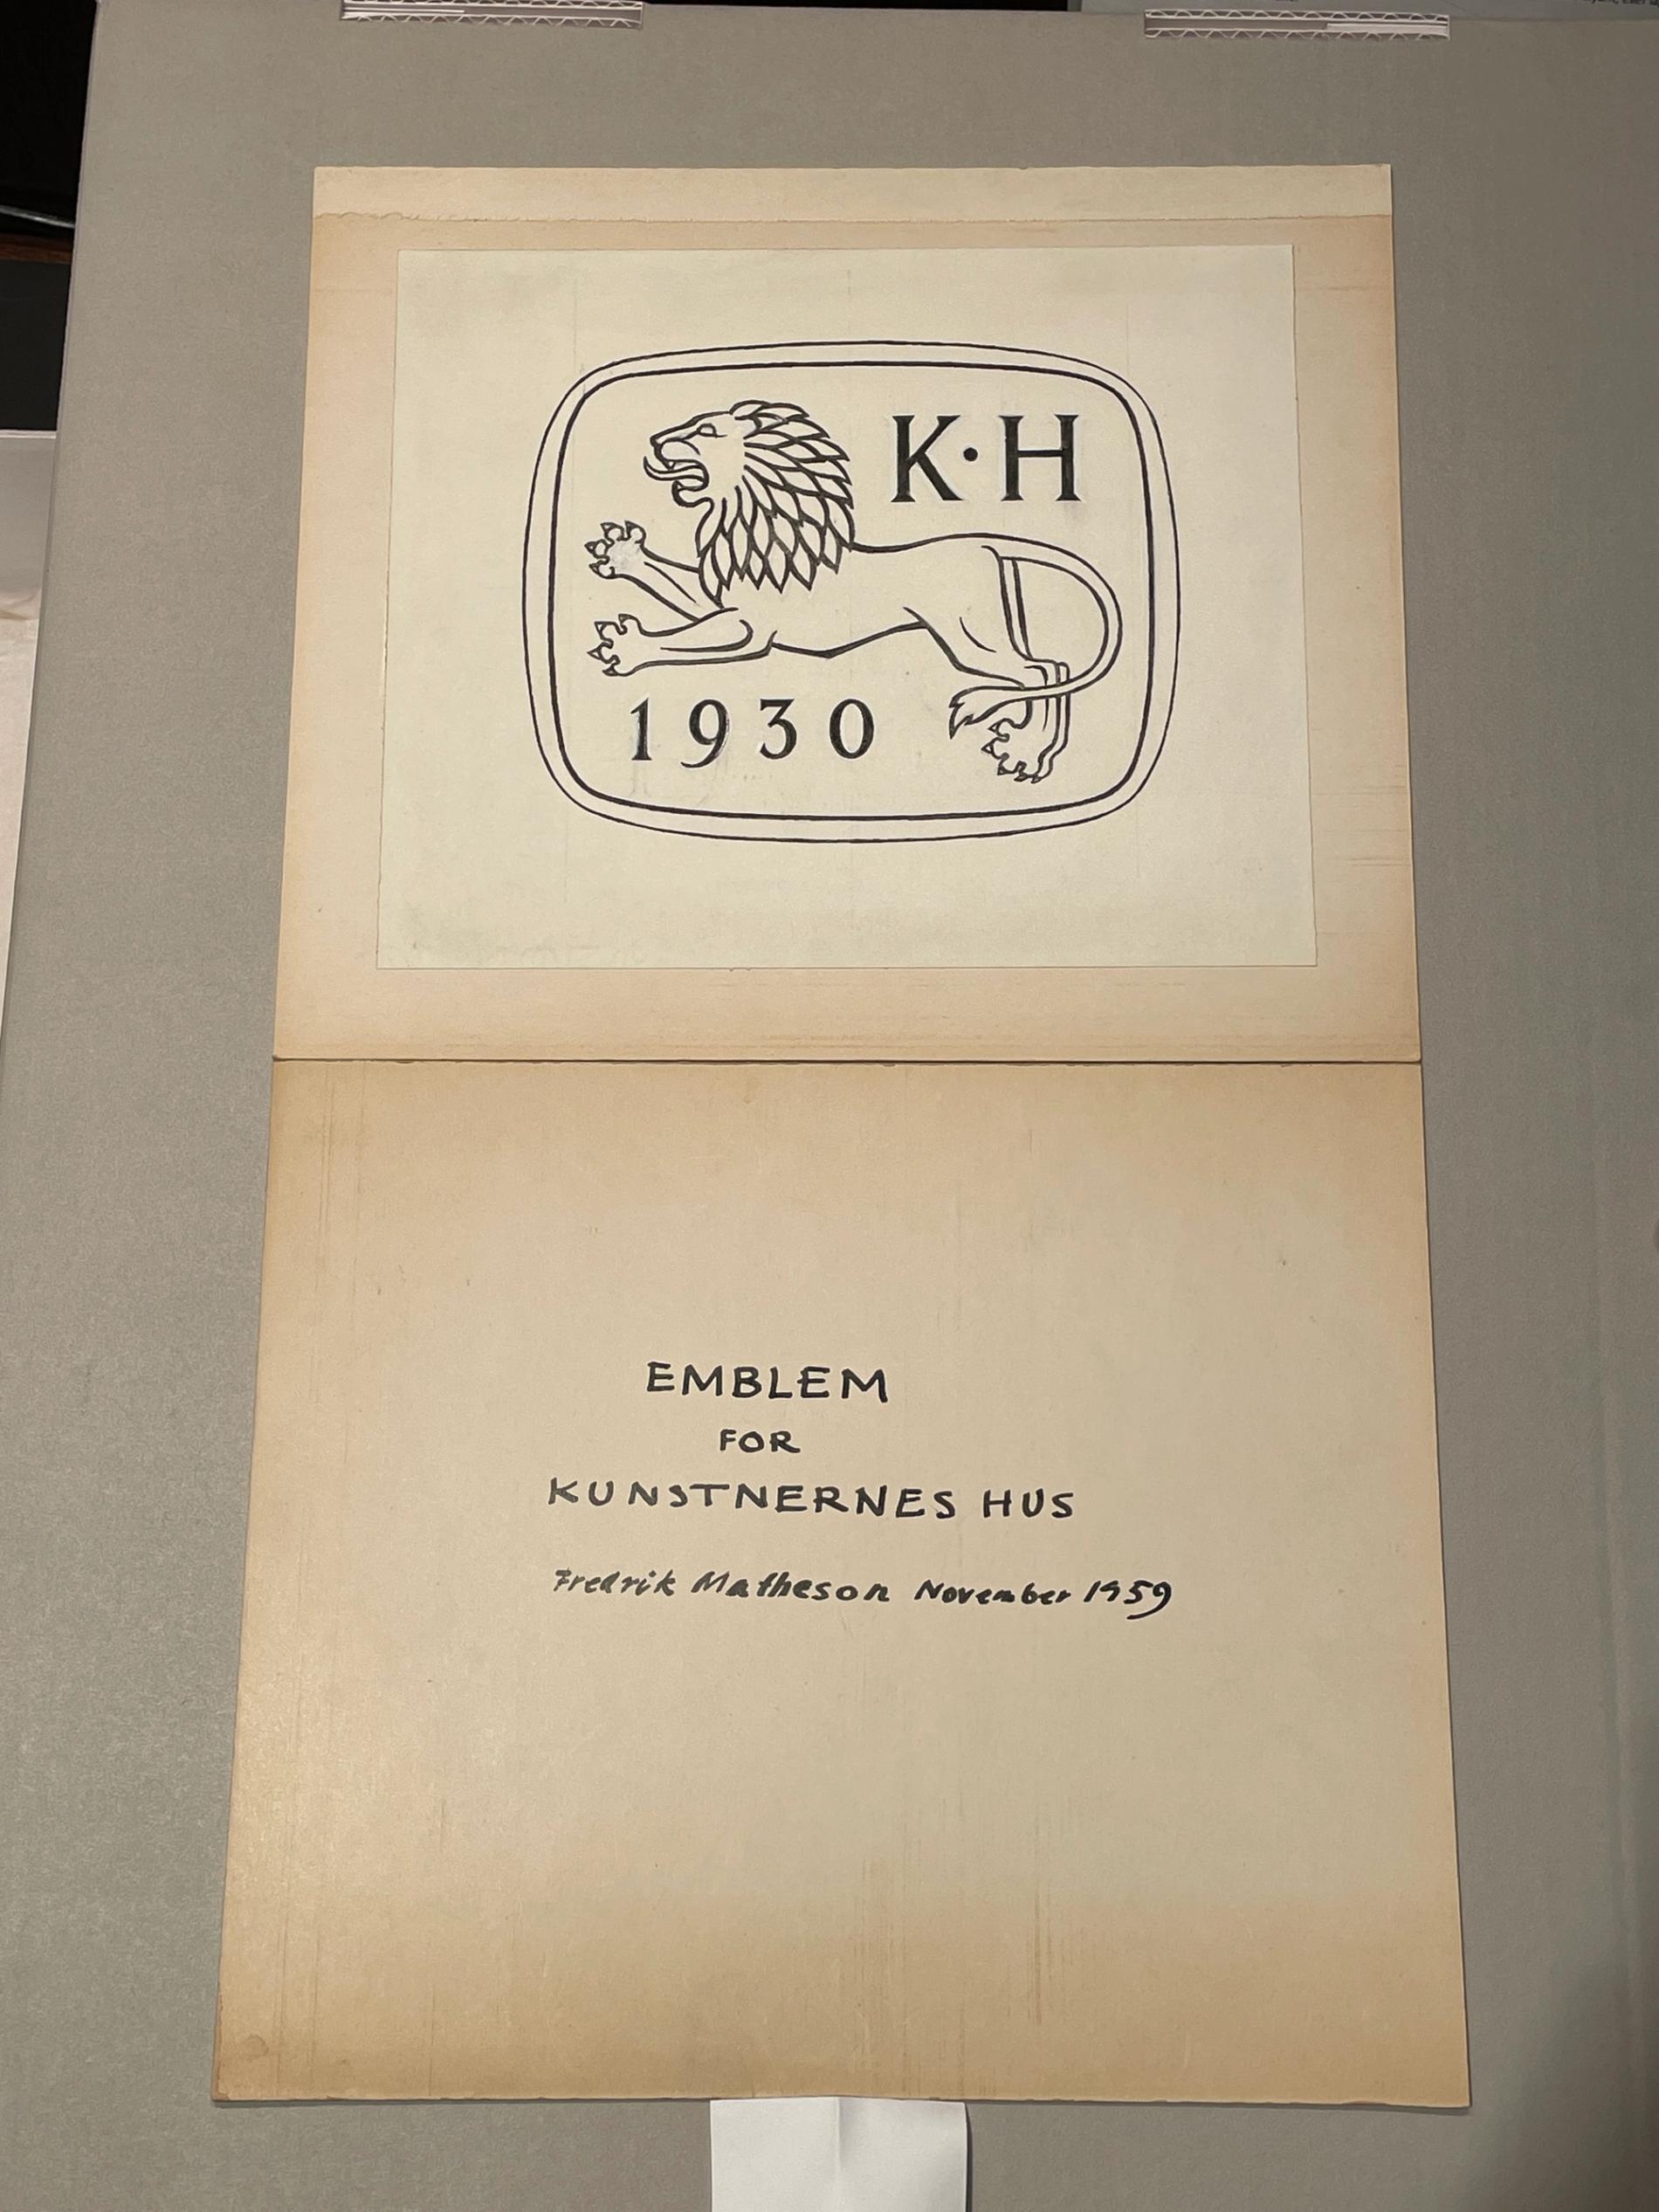 K·H
1930
EMBLEM
FOR
KUNSTNERNES HUS
Fredrik Matheson November 1959